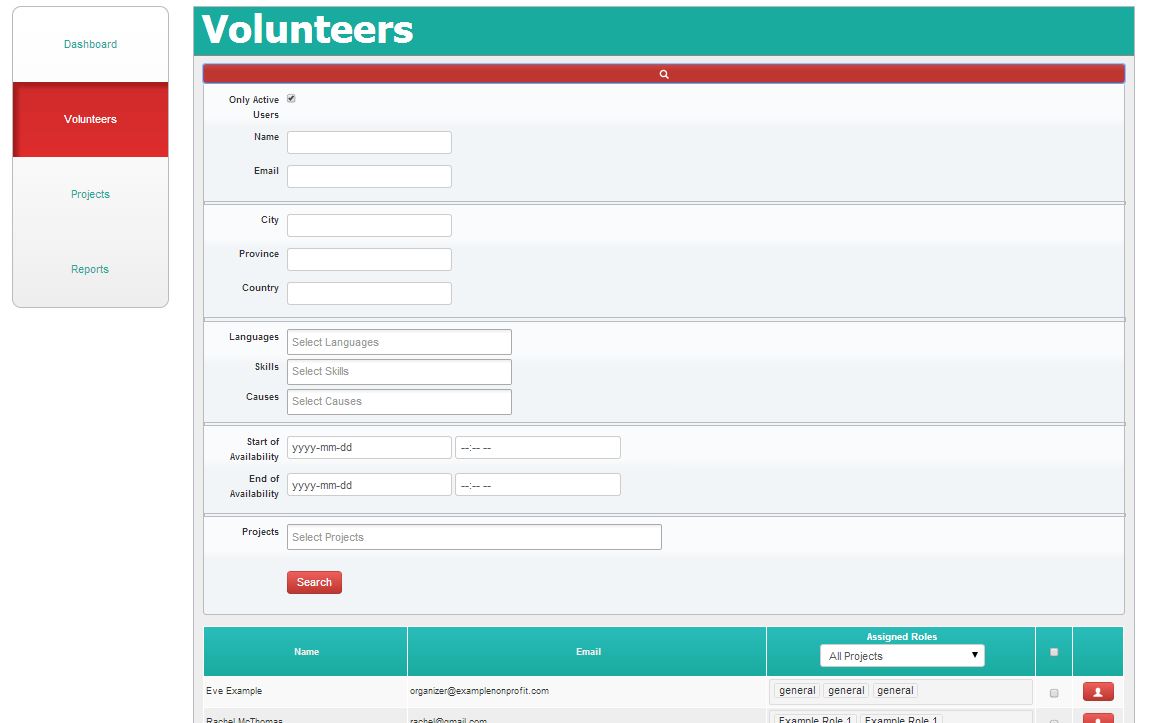 Dashboard
Volunteers
Projects
Reports
Volunteers
Only Active
Users
Name
Email
City
Province
Country
Languages Select Languages
Skills Select Skills
Causes Select Causes
Start of
Availability yyyy-mm-dd --:-- --
End of
Availability yyyy-mm-dd --:-- --
Projects Select Projects
Search
Name Email Assigned Roles
All Projects
Eve Example organizer@examplenonprofit.com general general general
Rachel McThomas rachel@gmail.com Example Role 1 Example Role 1